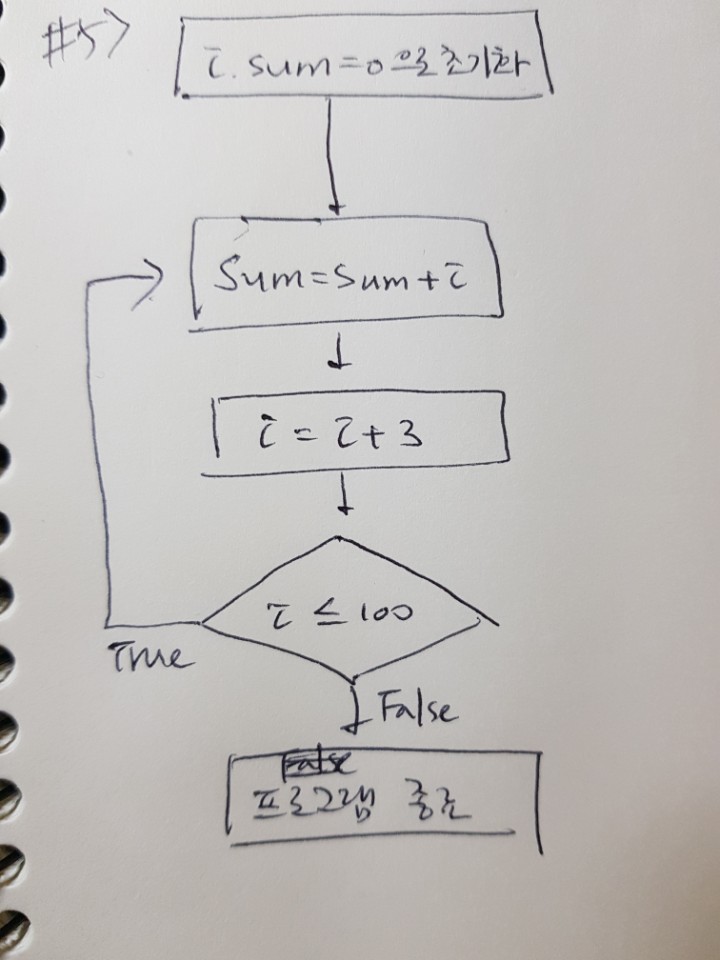 #5>
i. sum = 0 으로 초기화
Sum = Sum + i
i = i + 3
i ≤ 100
True
False
False
프로그램 종료